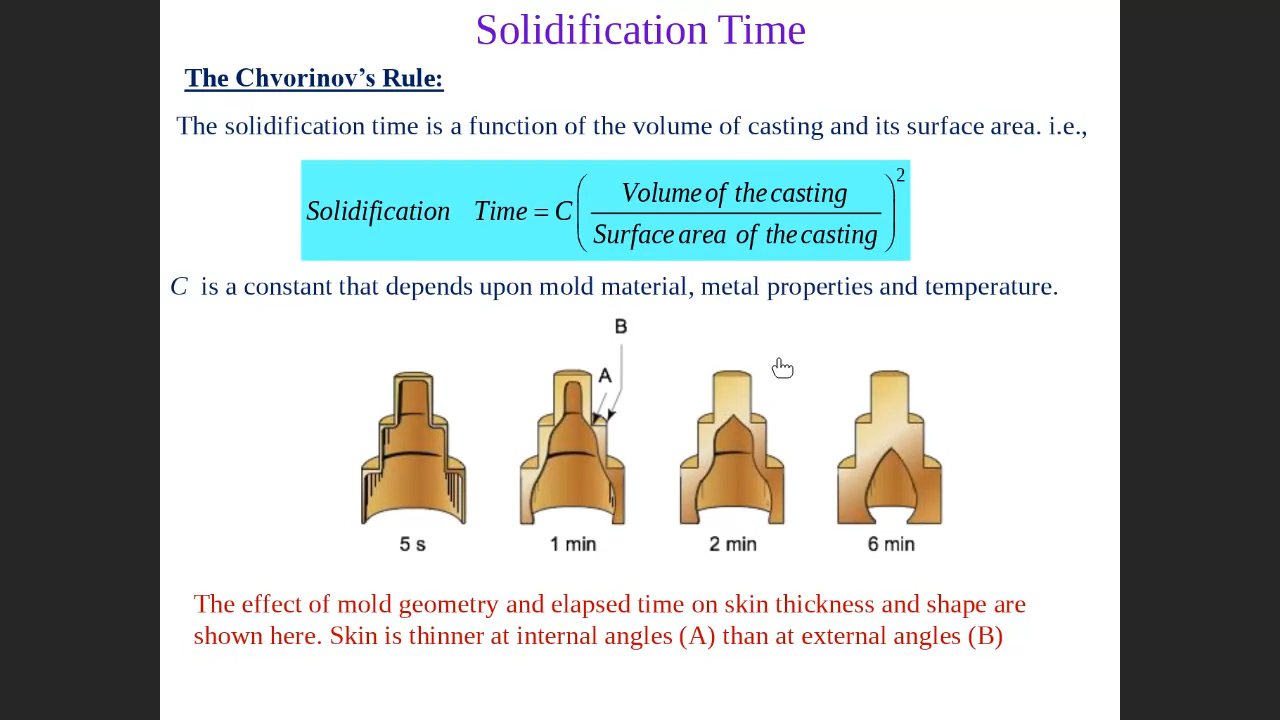 Solidification Time
The Chvorinov’s Rule:
The solidification time is a function of the volume of casting and its surface area. i.e.,
Solidification Time = C ( Volume of the casting / Surface area of the casting )²
C is a constant that depends upon mold material, metal properties and temperature.
B
A
5 s 1 min 2 min 6 min
The effect of mold geometry and elapsed time on skin thickness and shape are
shown here. Skin is thinner at internal angles (A) than at external angles (B)